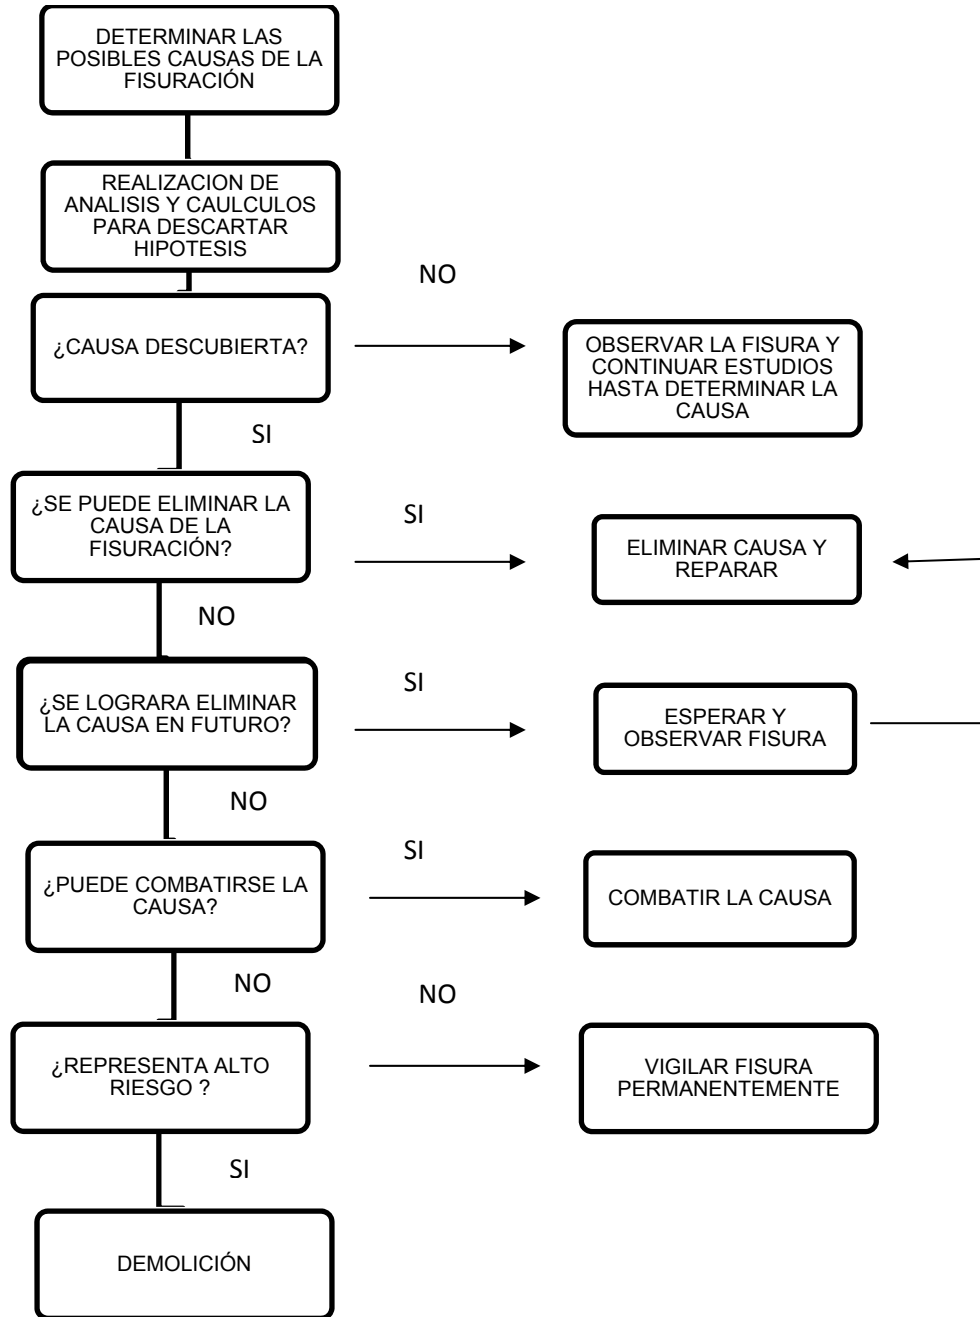 DETERMINAR LAS
POSIBLES CAUSAS DE LA
FISURACIÓN
REALIZACION DE
ANALISIS Y CAULCULOS
PARA DESCARTAR
HIPOTESIS
NO
¿CAUSA DESCUBIERTA?
OBSERVAR LA FISURA Y
CONTINUAR ESTUDIOS
HASTA DETERMINAR LA
CAUSA
SI
¿SE PUEDE ELIMINAR LA
CAUSA DE LA
FISURACIÓN?
SI
ELIMINAR CAUSA Y
REPARAR
NO
¿SE LOGRARA ELIMINAR
LA CAUSA EN FUTURO?
SI
ESPERAR Y
OBSERVAR FISURA
NO
¿PUEDE COMBATIRSE LA
CAUSA?
SI
COMBATIR LA CAUSA
NO
NO
¿REPRESENTA ALTO
RIESGO ?
VIGILAR FISURA
PERMANENTEMENTE
SI
DEMOLICIÓN